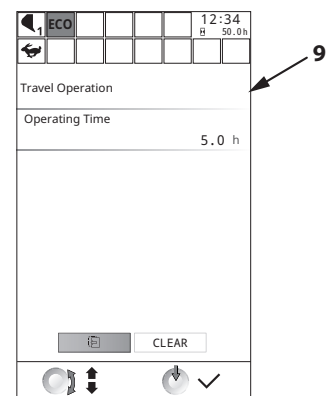 1 ECO 12:34
50.0h
9
Travel Operation
Operating Time
5.0 h
CLEAR